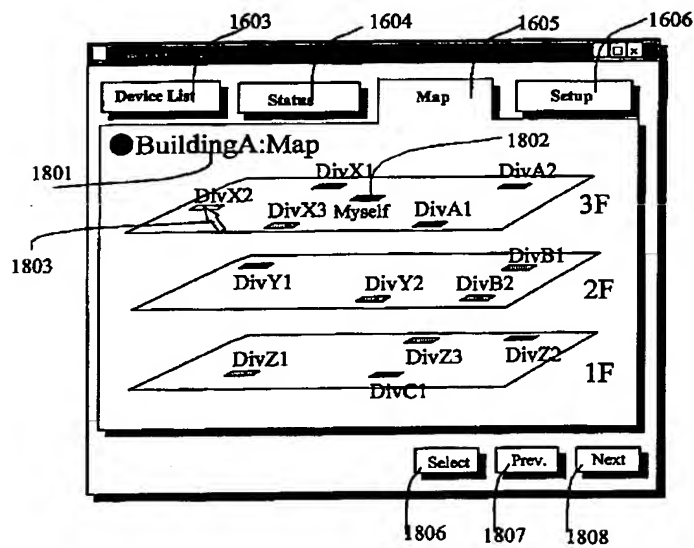 1603 1604 1605 1606
Device List Status Map Setup
BuildingA:Map
1801
1802
1803
DivX1 DivA2
DivX2 DivX3 Myself DivA1 3F
DivB1
DivY1 DivY2 DivB2 2F
DivZ1 DivZ3 DivZ2
DivC1 1F
Select Prev. Next
1806 1807 1808